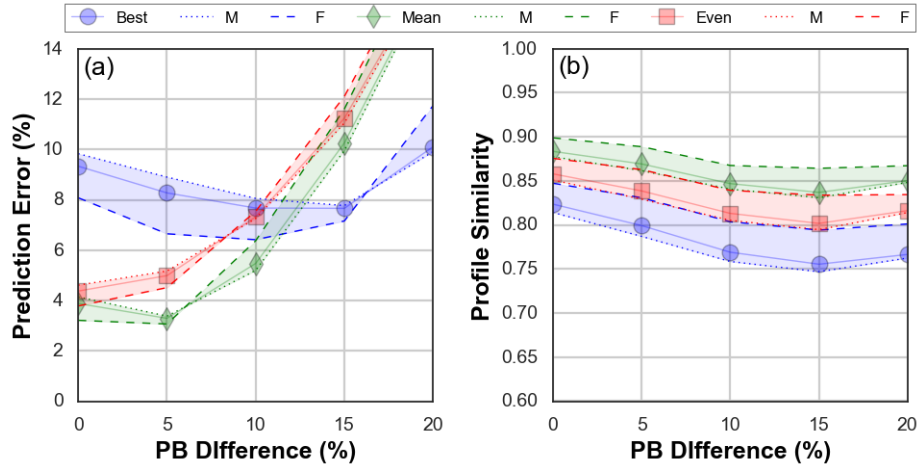 Best M F Mean M F Even M F
(a)
Prediction Error (%)
14
12
10
8
6
4
2
0
0 5 10 15 20
PB DIfference (%)
(b)
Profile Similarity
1.00
0.95
0.90
0.85
0.80
0.75
0.70
0.65
0.60
0 5 10 15 20
PB DIfference (%)